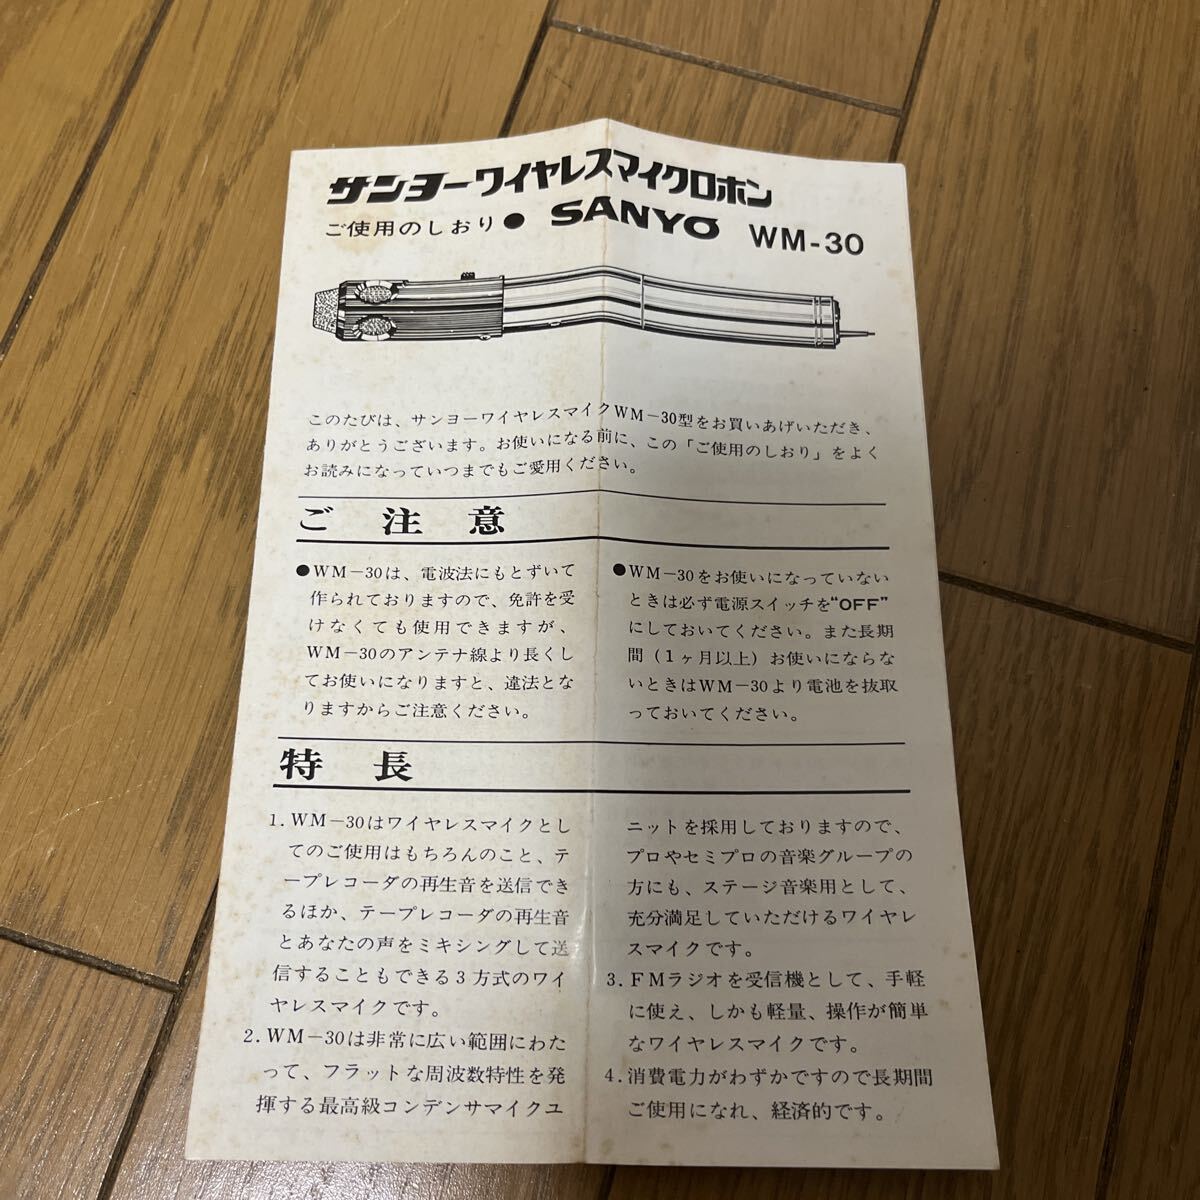 サンヨーワイヤレスマイクロホン
ご使用のしおり● SANYO WM-30
このたびは、サンヨーワイヤレスマイクWM－30型をお買いあげいただき、
ありがとうございます。お使いになる前に、この「ご使用のしおり」をよく
お読みになっていつまでもご愛用ください。
ご注意
●WM－30は、電波法にもとずいて
作られておりますので、免許を受
けなくても使用できますが、
WM－30のアンテナ線より長くし
てお使いになりますと、違法とな
りますからご注意ください。
●WM－30をお使いになっていない
ときは必ず電源スイッチを“OFF”
にしておいてください。また長期
間（1ヶ月以上）お使いにならな
いときはWM－30より電池を抜取
っておいてください。
特長
1. WM－30はワイヤレスマイクとし
てのご使用はもちろんのこと、テ
ープレコーダの再生音を送信でき
るほか、テープレコーダの再生音
とあなたの声をミキシングして送
信することもできる3方式のワイ
ヤレスマイクです。
2. WM－30は非常に広い範囲にわた
って、フラットな周波数特性を発
揮する最高級コンデンサマイクユ
ニットを採用しておりますので、
プロやセミプロの音楽グループの
方にも、ステージ音楽用として、
充分満足していただけるワイヤレ
スマイクです。
3. FMラジオを受信機として、手軽
に使え、しかも軽量、操作が簡単
なワイヤレスマイクです。
4. 消費電力がわずかですので長期間
ご使用になれ、経済的です。